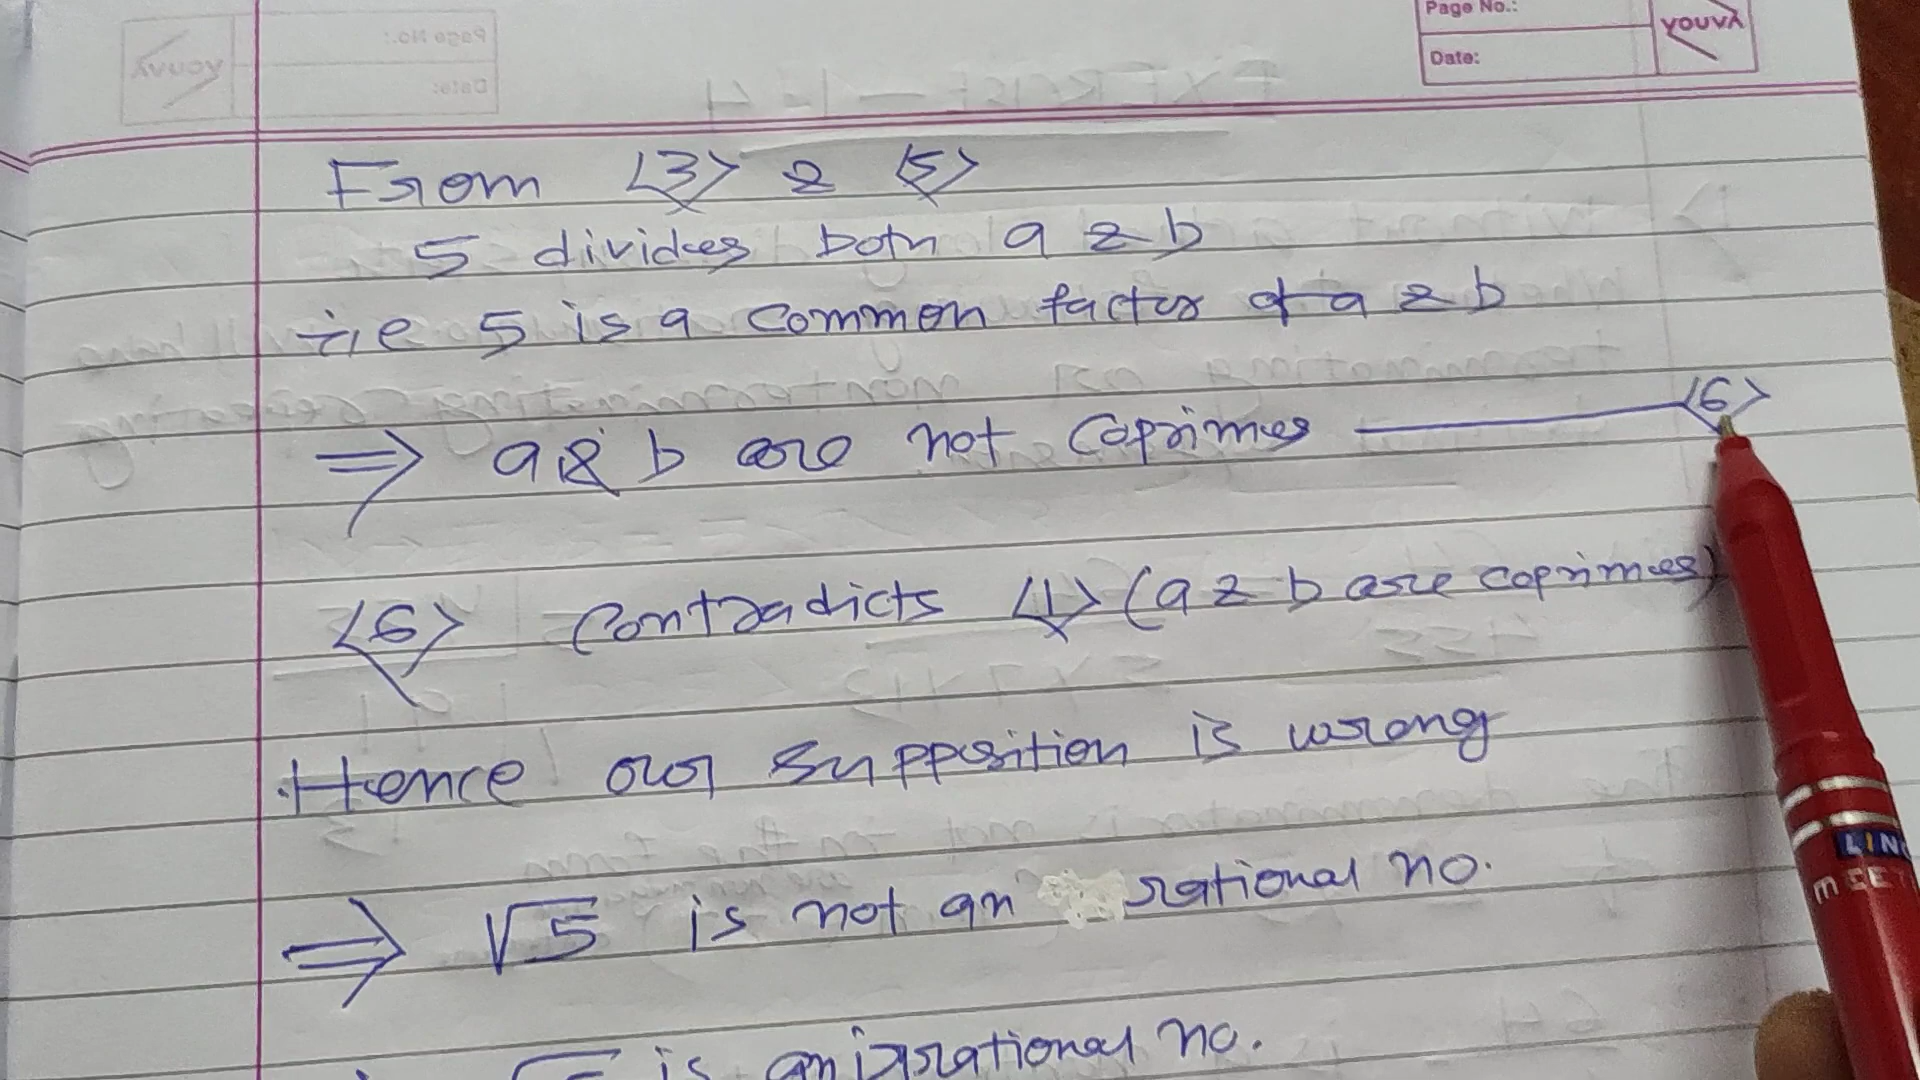 Page No.:
Date:
YOUVA
From <3> & <5>
5 divides both a & b
i.e 5 is a common factor of a & b
⇒ a & b are not coprimes ——— <6>
<6> contradicts <1> (a & b are coprimes)
Hence our supposition is wrong
⇒ √5 is not an rational no.
is an irrational no.
LINC